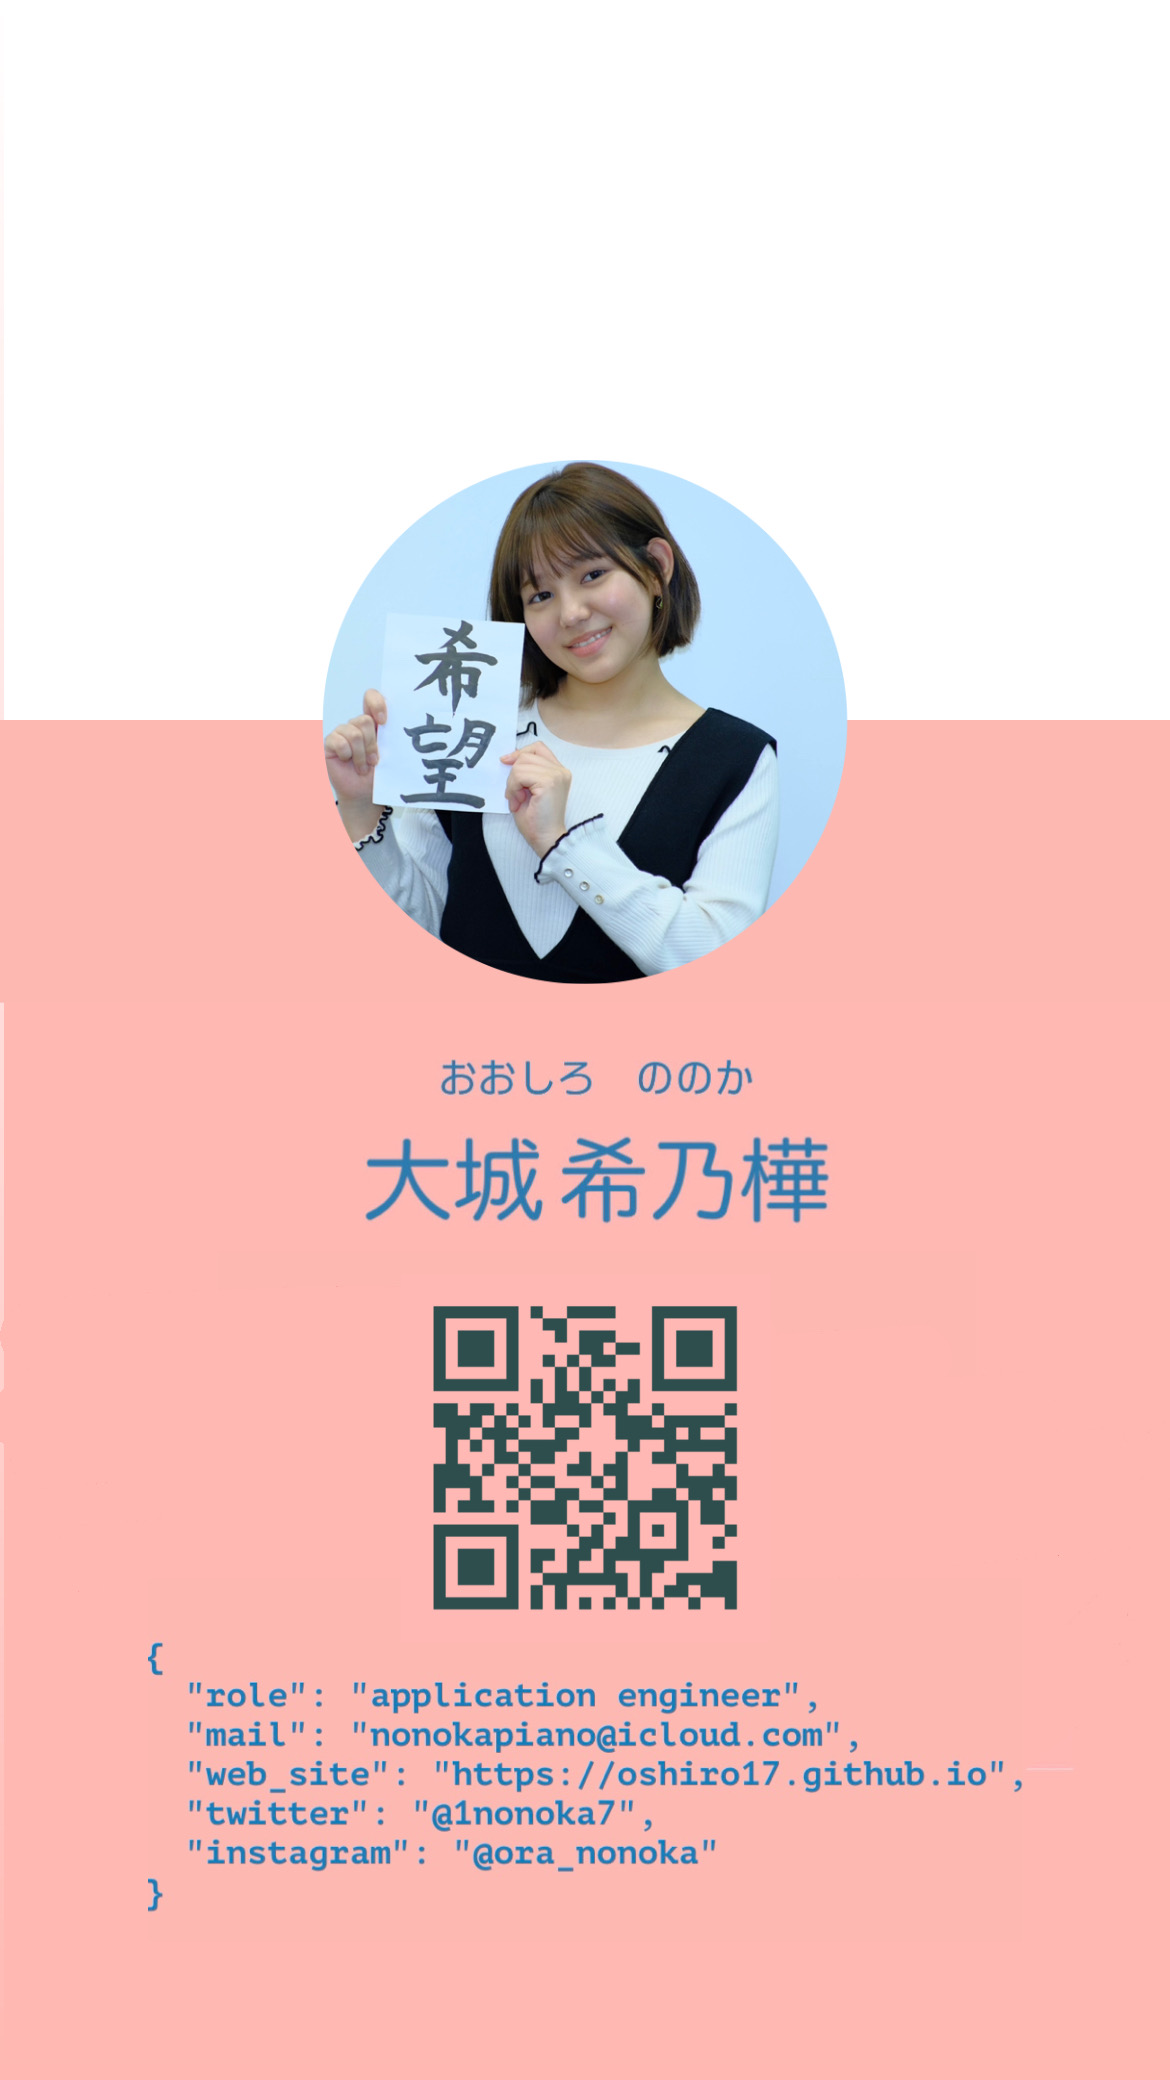 希
望
おおしろ　ののか
大城 希乃樺
{
  "role": "application engineer",
  "mail": "nonokapiano@icloud.com",
  "web_site": "https://oshiro17.github.io",
  "twitter": "@1nonoka7",
  "instagram": "@ora_nonoka"
}